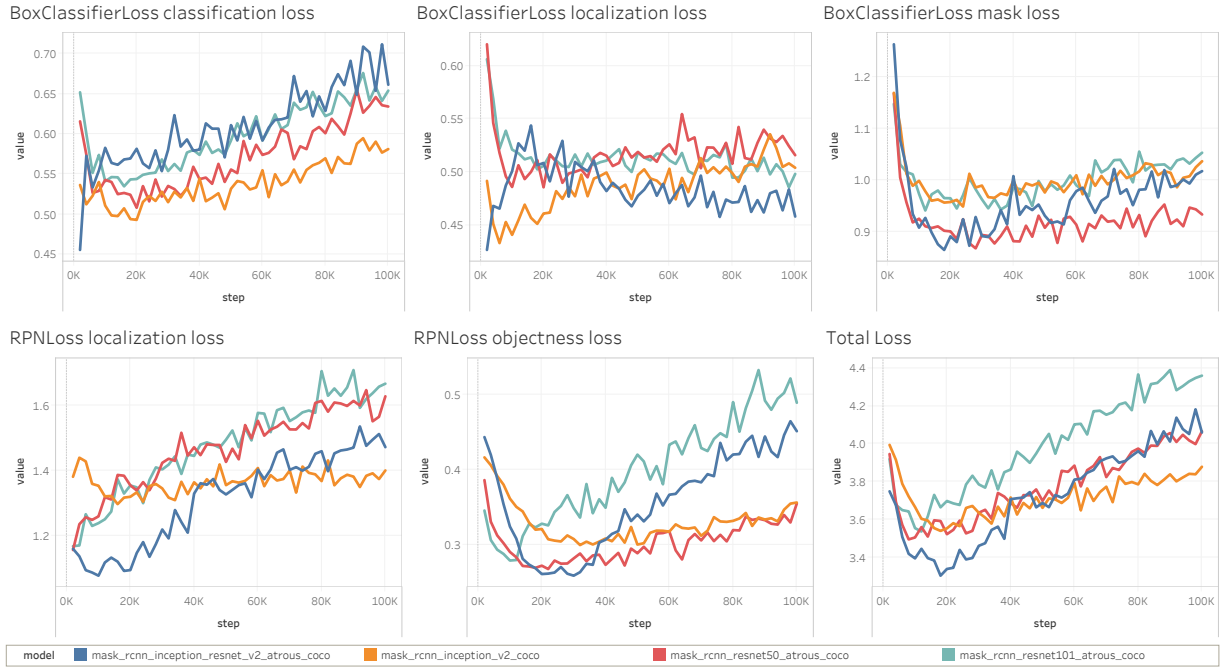 BoxClassifierLoss classification loss
BoxClassifierLoss localization loss
BoxClassifierLoss mask loss
0.70
0.65
0.60
0.55
0.50
0.45
value
0K 20K 40K 60K 80K 100K
step
0.60
0.55
0.50
0.45
value
0K 20K 40K 60K 80K 100K
step
1.2
1.1
1.0
0.9
value
0K 20K 40K 60K 80K 100K
step
RPNLoss localization loss
RPNLoss objectness loss
Total Loss
1.6
1.4
1.2
value
0K 20K 40K 60K 80K 100K
step
0.5
0.4
0.3
value
0K 20K 40K 60K 80K 100K
step
4.4
4.2
4.0
3.8
3.6
3.4
value
0K 20K 40K 60K 80K 100K
step
model mask_rcnn_inception_resnet_v2_atrous_coco mask_rcnn_inception_v2_coco mask_rcnn_resnet50_atrous_coco mask_rcnn_resnet101_atrous_coco